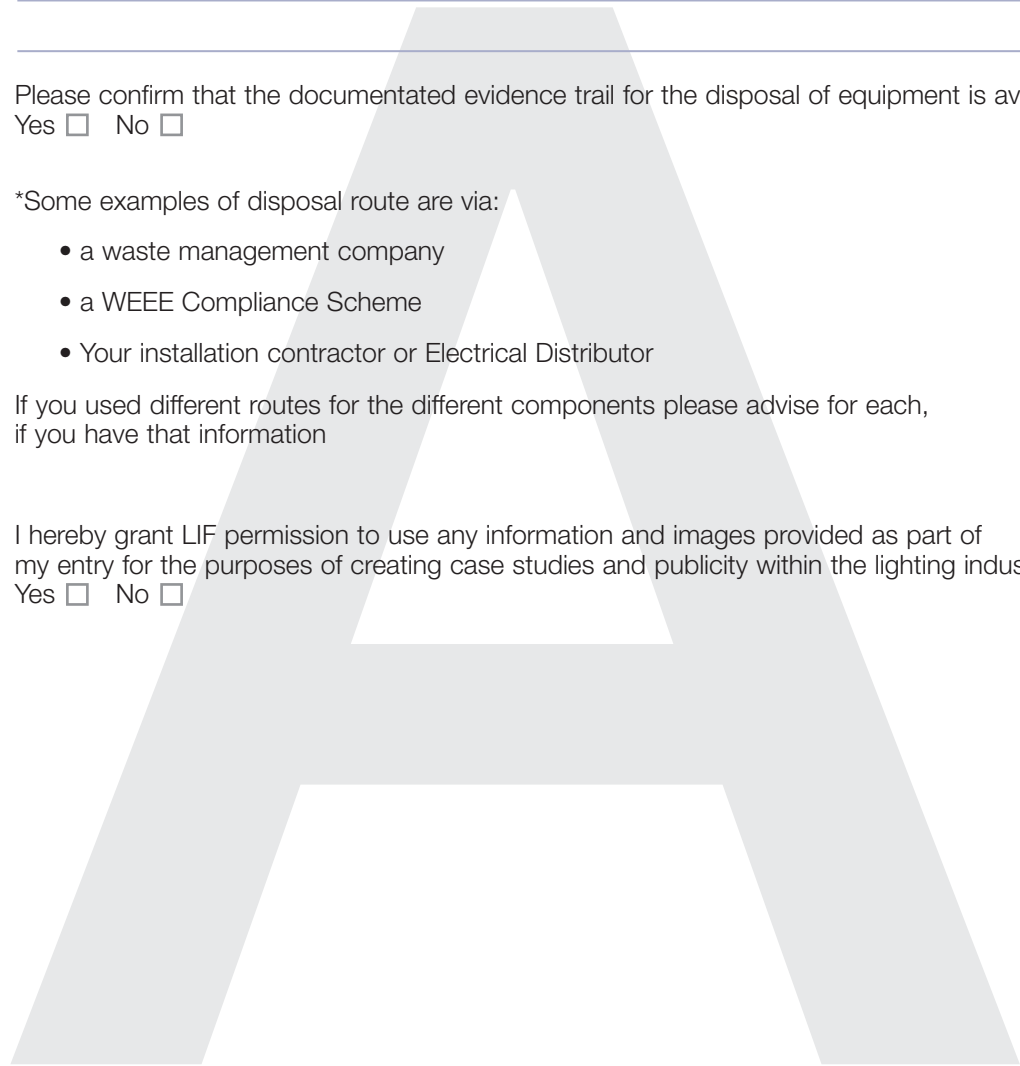 Please confirm that the documentated evidence trail for the disposal of equipment is av
Yes □ No □
*Some examples of disposal route are via:
• a waste management company
• a WEEE Compliance Scheme
• Your installation contractor or Electrical Distributor
If you used different routes for the different components please advise for each,
if you have that information
I hereby grant LIF permission to use any information and images provided as part of
my entry for the purposes of creating case studies and publicity within the lighting indus
Yes □ No □
A